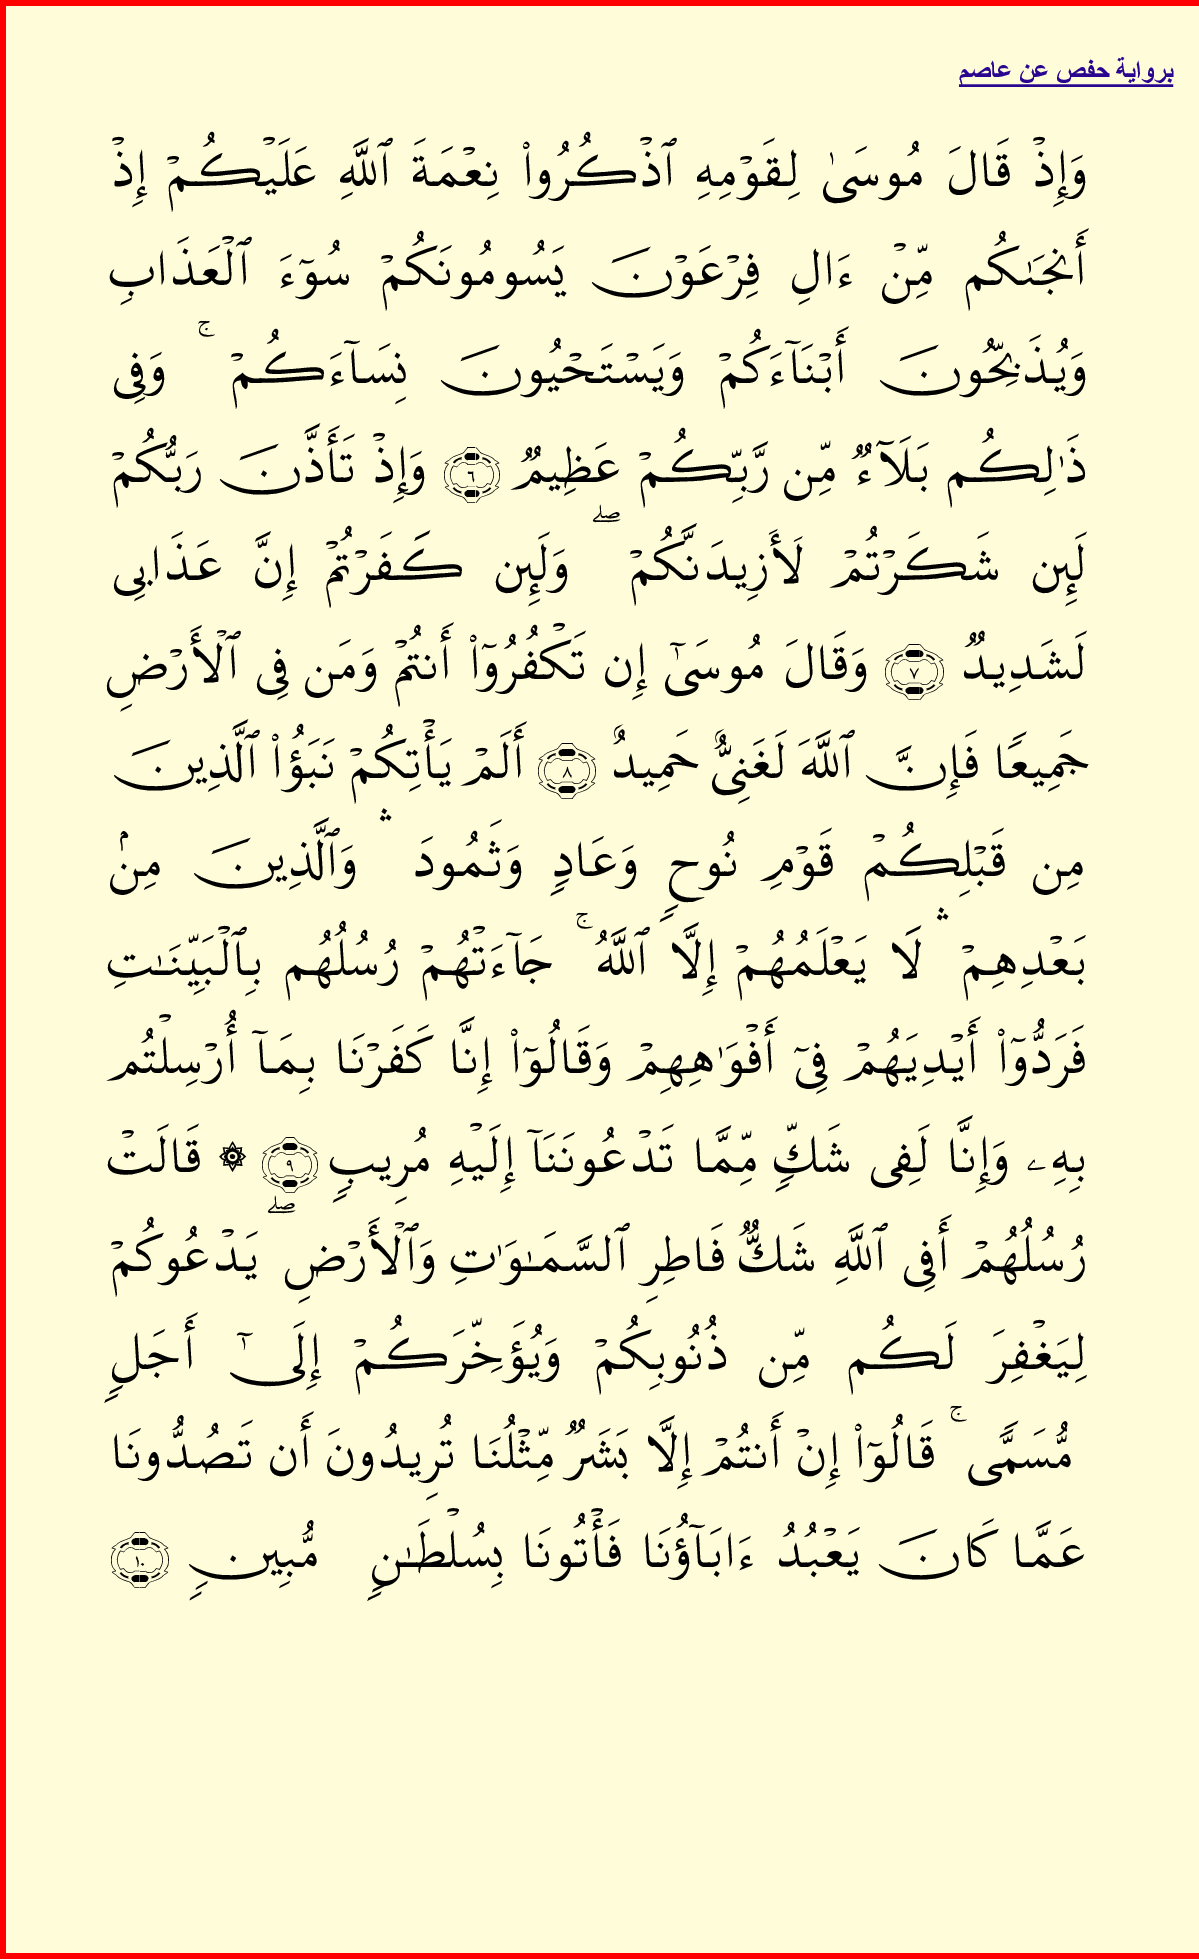 برواية حفص عن عاصم
وَإِذۡ قَالَ مُوسَىٰ لِقَوۡمِهِ ٱذۡكُرُواْ نِعۡمَةَ ٱللَّهِ عَلَيۡكُمۡ إِذۡ
أَنجَىٰكُم مِّنۡ ءَالِ فِرۡعَوۡنَ يَسُومُونَكُمۡ سُوٓءَ ٱلۡعَذَابِ
وَيُذَبِّحُونَ أَبۡنَآءَكُمۡ وَيَسۡتَحۡيُونَ نِسَآءَكُمۡۚ وَفِي
ذَٰلِكُم بَلَآءٞ مِّن رَّبِّكُمۡ عَظِيمٞ ٦ وَإِذۡ تَأَذَّنَ رَبُّكُمۡ
لَئِن شَكَرۡتُمۡ لَأَزِيدَنَّكُمۡۖ وَلَئِن كَفَرۡتُمۡ إِنَّ عَذَابِي
لَشَدِيدٞ ٧ وَقَالَ مُوسَىٰٓ إِن تَكۡفُرُوٓاْ أَنتُمۡ وَمَن فِي ٱلۡأَرۡضِ
جَمِيعٗا فَإِنَّ ٱللَّهَ لَغَنِيٌّ حَمِيدٌ ٨ أَلَمۡ يَأۡتِكُمۡ نَبَؤُاْ ٱلَّذِينَ
مِن قَبۡلِكُمۡ قَوۡمِ نُوحٖ وَعَادٖ وَثَمُودَۛ وَٱلَّذِينَ مِنۢ
بَعۡدِهِمۡۛ لَا يَعۡلَمُهُمۡ إِلَّا ٱللَّهُۚ جَآءَتۡهُمۡ رُسُلُهُم بِٱلۡبَيِّنَٰتِ
فَرَدُّوٓاْ أَيۡدِيَهُمۡ فِيٓ أَفۡوَٰهِهِمۡ وَقَالُوٓاْ إِنَّا كَفَرۡنَا بِمَآ أُرۡسِلۡتُم
بِهِۦ وَإِنَّا لَفِي شَكّٖ مِّمَّا تَدۡعُونَنَآ إِلَيۡهِ مُرِيبٖ ٩ ۞ قَالَتۡ
رُسُلُهُمۡ أَفِي ٱللَّهِ شَكّٞ فَاطِرِ ٱلسَّمَٰوَٰتِ وَٱلۡأَرۡضِۖ يَدۡعُوكُمۡ
لِيَغۡفِرَ لَكُم مِّن ذُنُوبِكُمۡ وَيُؤَخِّرَكُمۡ إِلَىٰٓ أَجَلٖ
مُّسَمّٗىۚ قَالُوٓاْ إِنۡ أَنتُمۡ إِلَّا بَشَرٞ مِّثۡلُنَا تُرِيدُونَ أَن تَصُدُّونَا
عَمَّا كَانَ يَعۡبُدُ ءَابَآؤُنَا فَأۡتُونَا بِسُلۡطَٰنٖ مُّبِينٖ ١٠